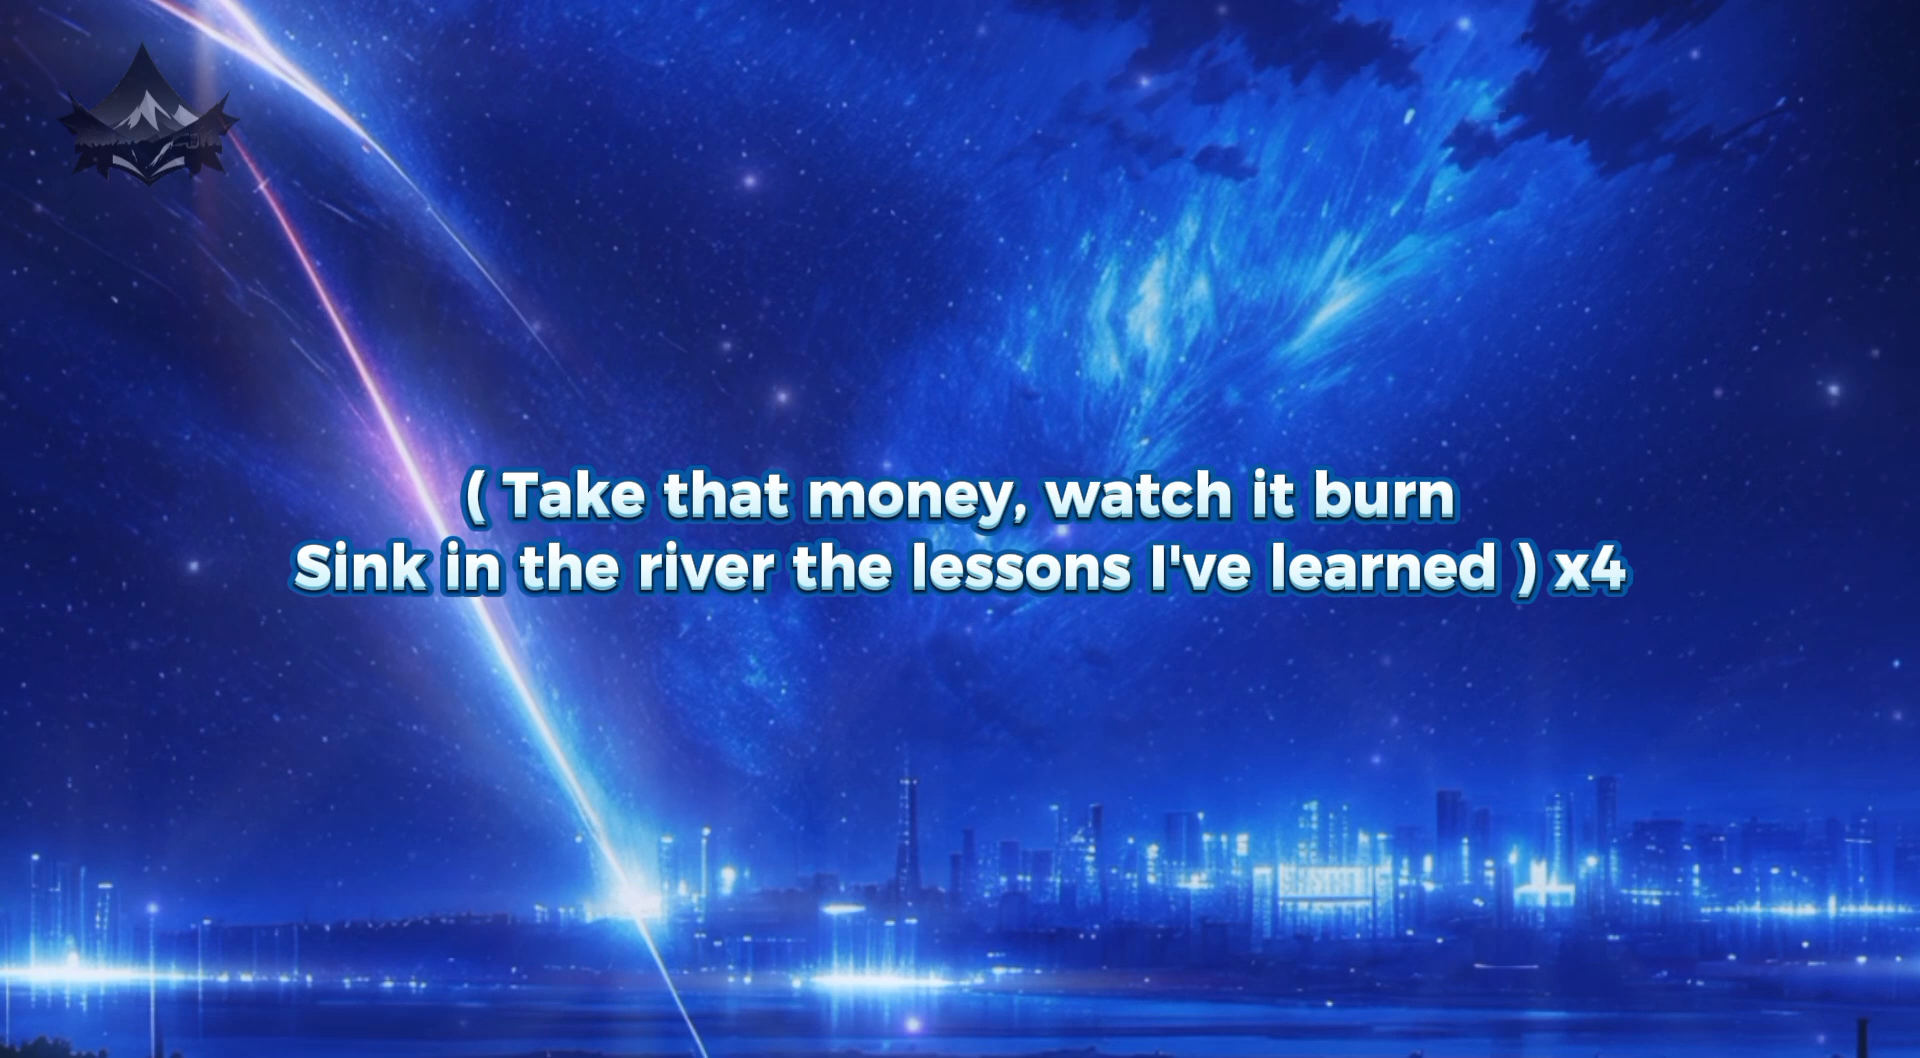 ( Take that money, watch it burn
Sink in the river the lessons I've learned ) x4